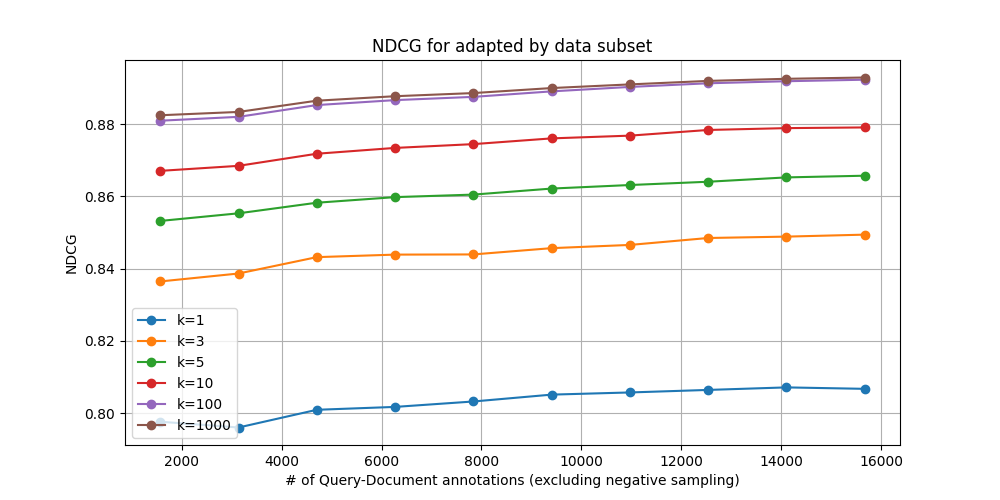 NDCG for adapted by data subset
NDCG
0.88
0.86
0.84
0.82
0.80
k=1
k=3
k=5
k=10
k=100
k=1000
2000 4000 6000 8000 10000 12000 14000 16000
# of Query-Document annotations (excluding negative sampling)